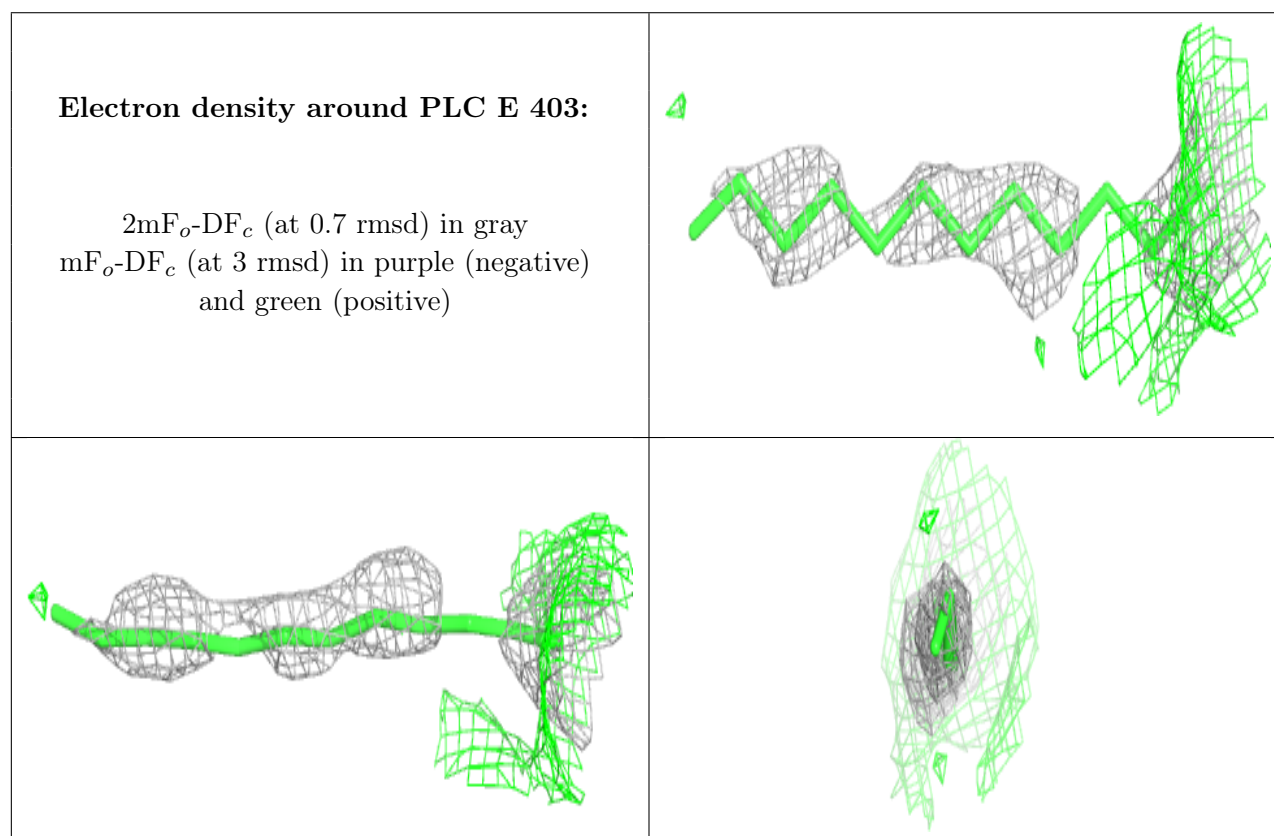 Electron density around PLC E 403:
2mFo-DFc (at 0.7 rmsd) in gray
mFo-DFc (at 3 rmsd) in purple (negative)
and green (positive)